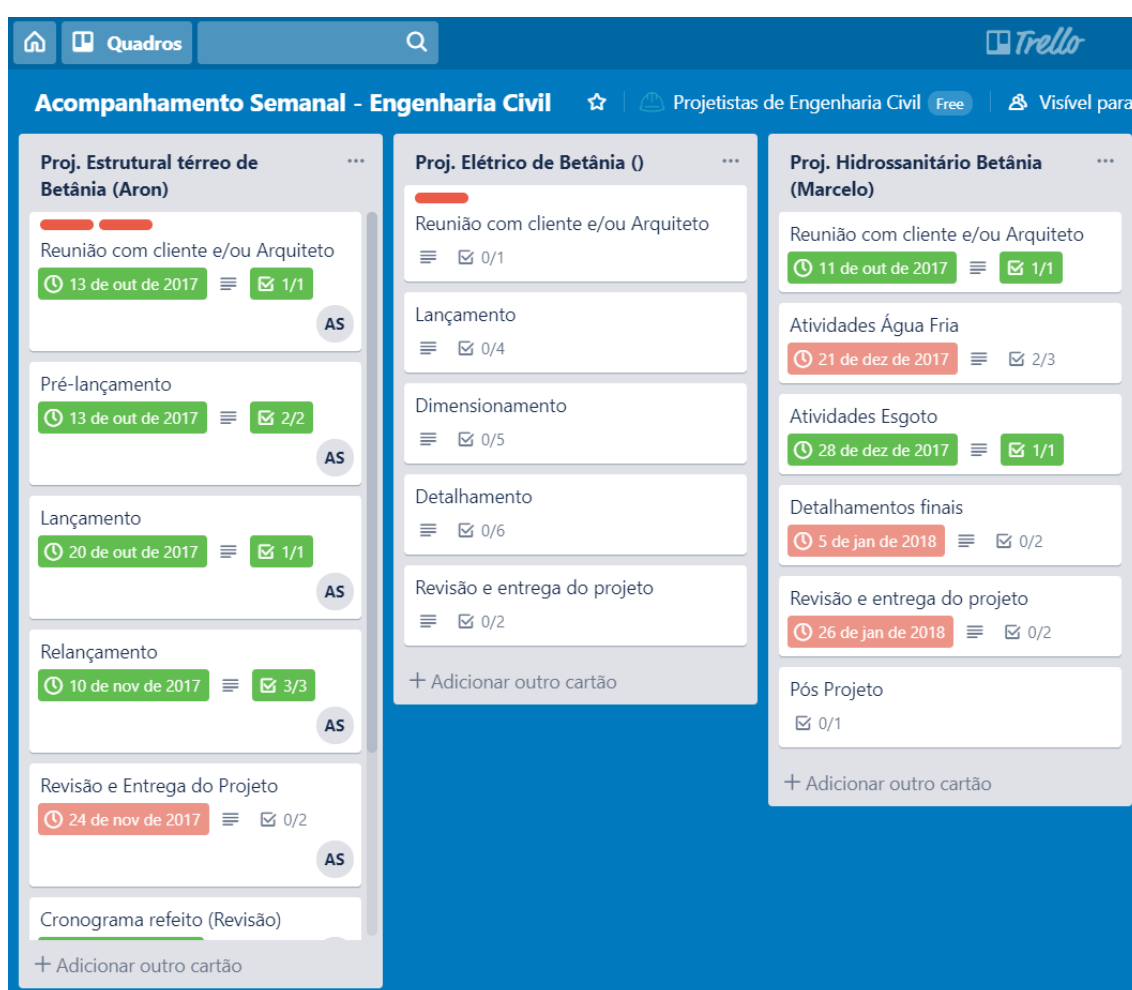 Quadros
Trello
Acompanhamento Semanal - Engenharia Civil
Projetistas de Engenharia Civil Free
Visível para
Proj. Estrutural térreo de
Betânia (Aron)
Reunião com cliente e/ou Arquiteto
13 de out de 2017 1/1
AS
Pré-lançamento
13 de out de 2017 2/2
AS
Lançamento
20 de out de 2017 1/1
AS
Relançamento
10 de nov de 2017 3/3
AS
Revisão e Entrega do Projeto
24 de nov de 2017 0/2
AS
Cronograma refeito (Revisão)
+ Adicionar outro cartão
Proj. Elétrico de Betânia ()
Reunião com cliente e/ou Arquiteto
0/1
Lançamento
0/4
Dimensionamento
0/5
Detalhamento
0/6
Revisão e entrega do projeto
0/2
+ Adicionar outro cartão
Proj. Hidrossanitário Betânia
(Marcelo)
Reunião com cliente e/ou Arquiteto
11 de out de 2017 1/1
Atividades Água Fria
21 de dez de 2017 2/3
Atividades Esgoto
28 de dez de 2017 1/1
Detalhamentos finais
5 de jan de 2018 0/2
Revisão e entrega do projeto
26 de jan de 2018 0/2
Pós Projeto
0/1
+ Adicionar outro cartão